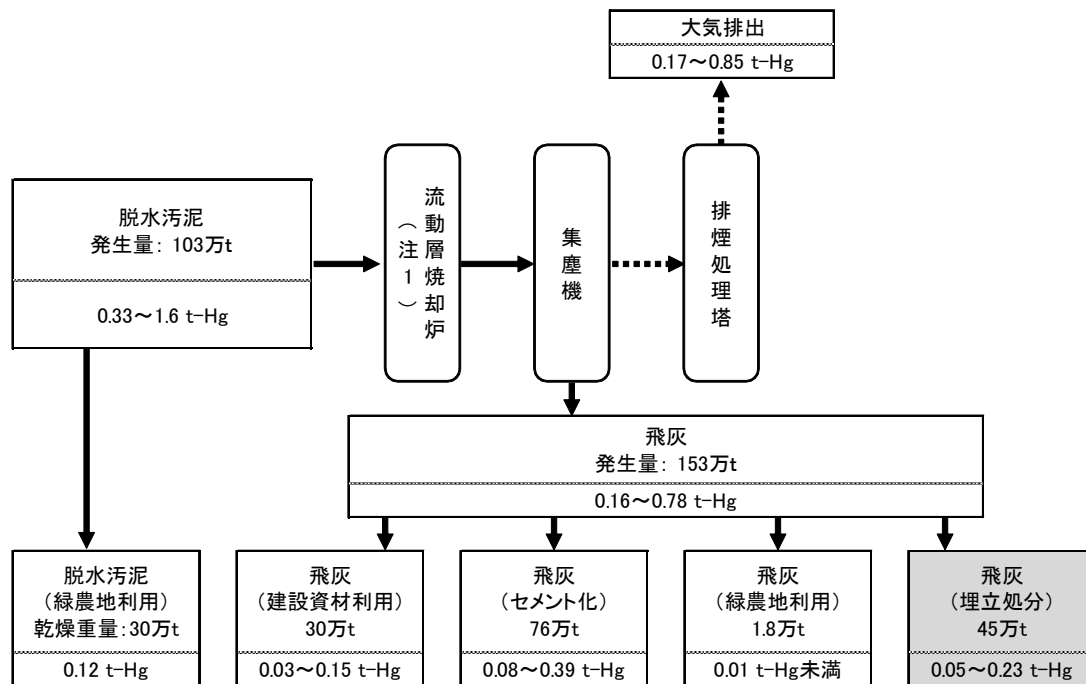 大気排出
0.17～0.85 t-Hg
脱水汚泥
発生量： 103万t
0.33～1.6 t-Hg
流動層焼却炉
（注１）
集塵機
排煙処理塔
飛灰
発生量： 153万t
0.16～0.78 t-Hg
脱水汚泥
（緑農地利用）
乾燥重量：30万t
0.12 t-Hg
飛灰
（建設資材利用）
30万t
0.03～0.15 t-Hg
飛灰
（セメント化）
76万t
0.08～0.39 t-Hg
飛灰
（緑農地利用）
1.8万t
0.01 t-Hg未満
飛灰
（埋立処分）
45万t
0.05～0.23 t-Hg